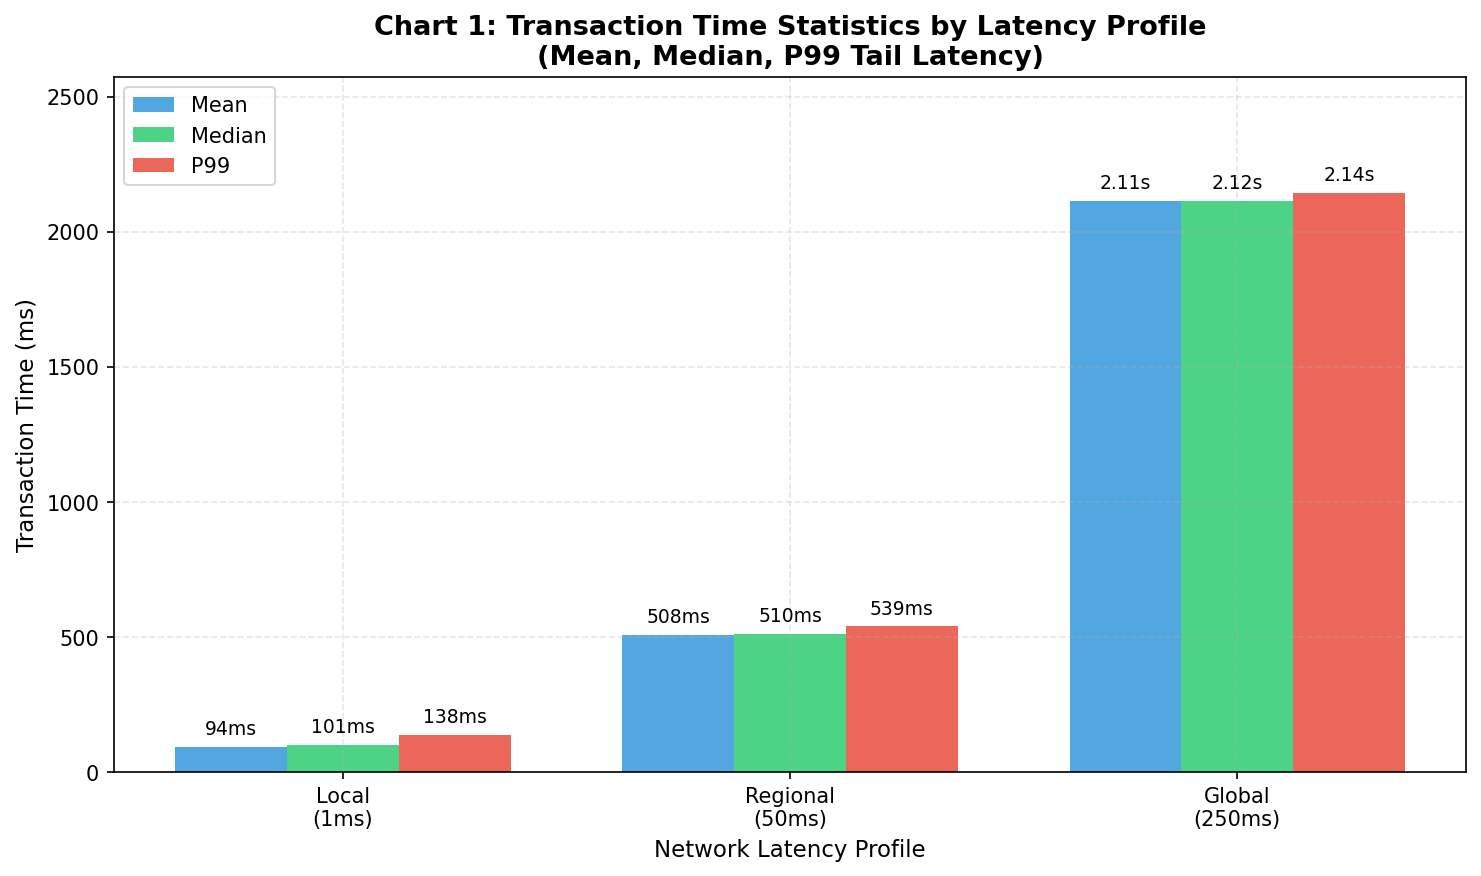 Chart 1: Transaction Time Statistics by Latency Profile
(Mean, Median, P99 Tail Latency)
Mean
Median
P99
Transaction Time (ms)
2500
2000
1500
1000
500
0
94ms
101ms
138ms
508ms
510ms
539ms
2.11s
2.12s
2.14s
Local
(1ms)
Regional
(50ms)
Global
(250ms)
Network Latency Profile